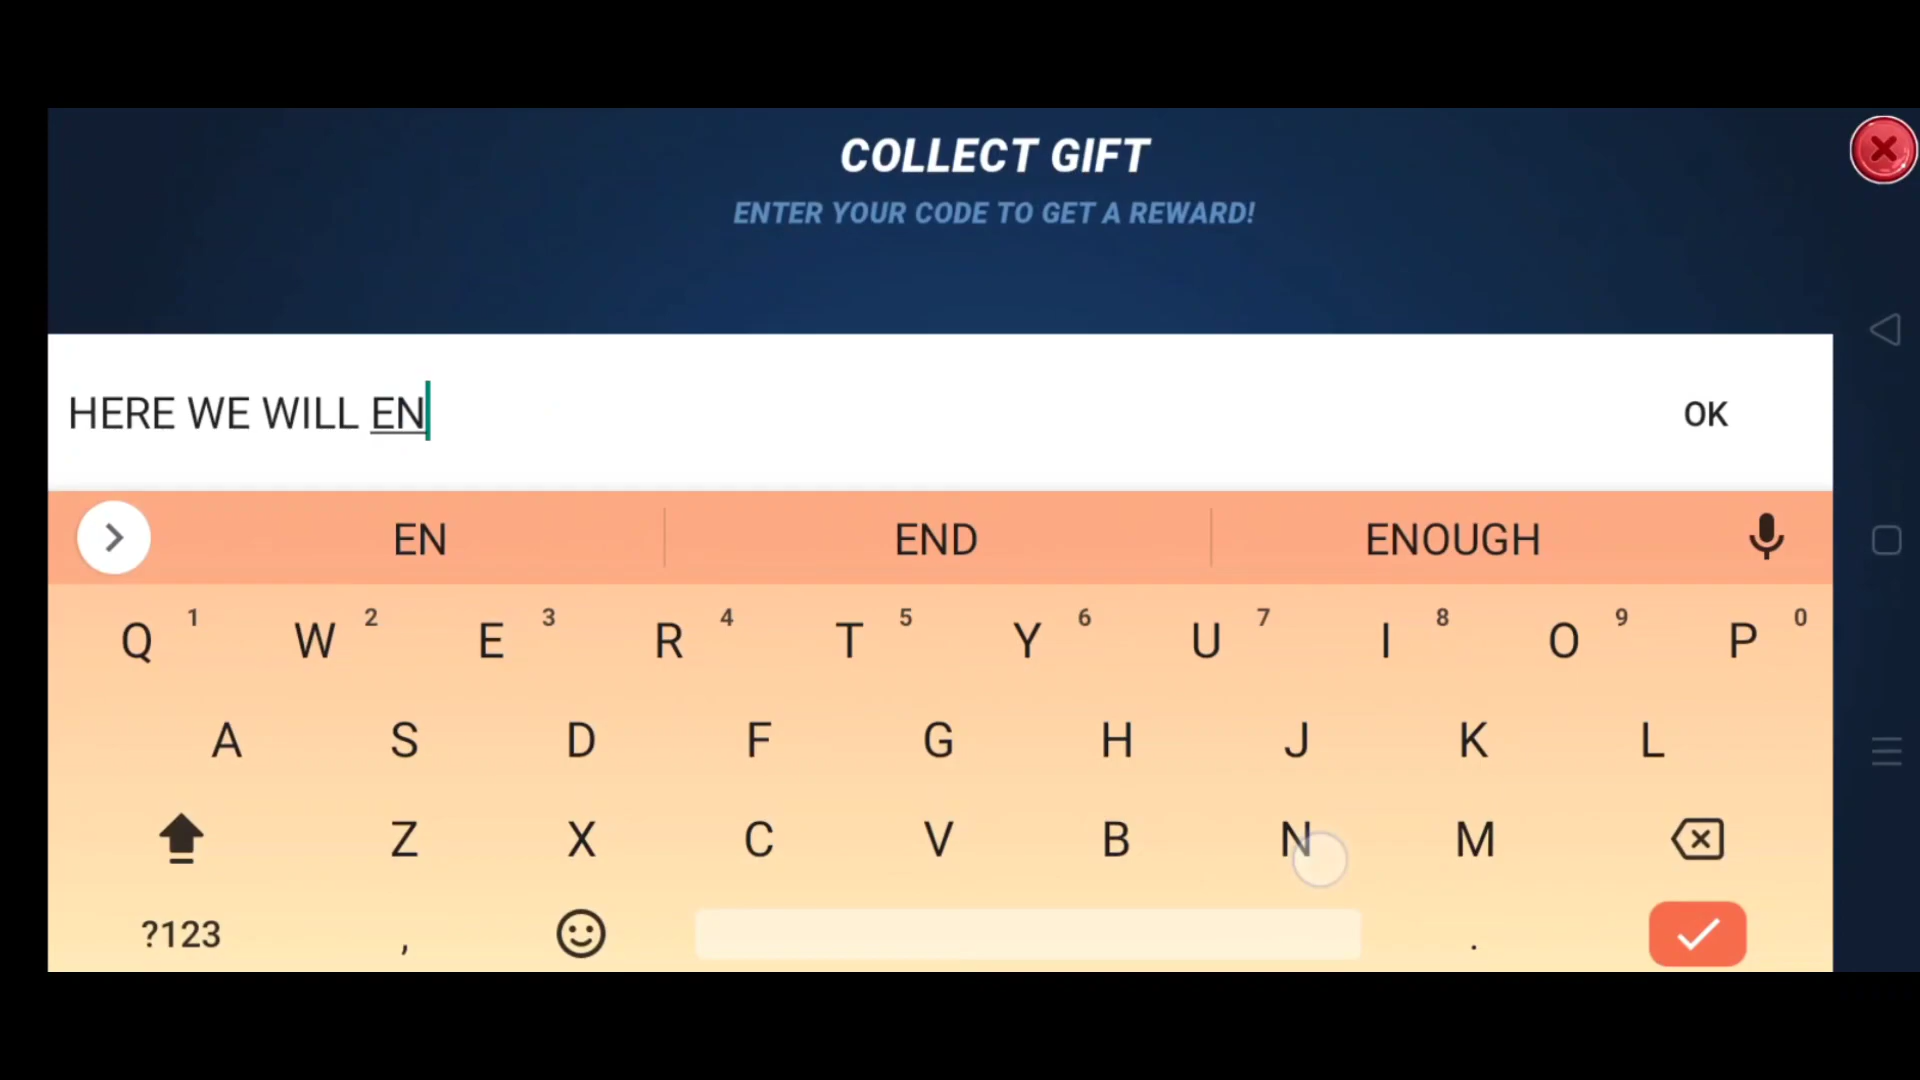 COLLECT GIFT
ENTER YOUR CODE TO GET A REWARD!
HERE WE WILL EN OK
EN END ENOUGH
Q 1 W 2 E 3 R 4 T 5 Y 6 U 7 I 8 O 9 P 0
A S D F G H J K L
Z X C V B N M
?123 , .